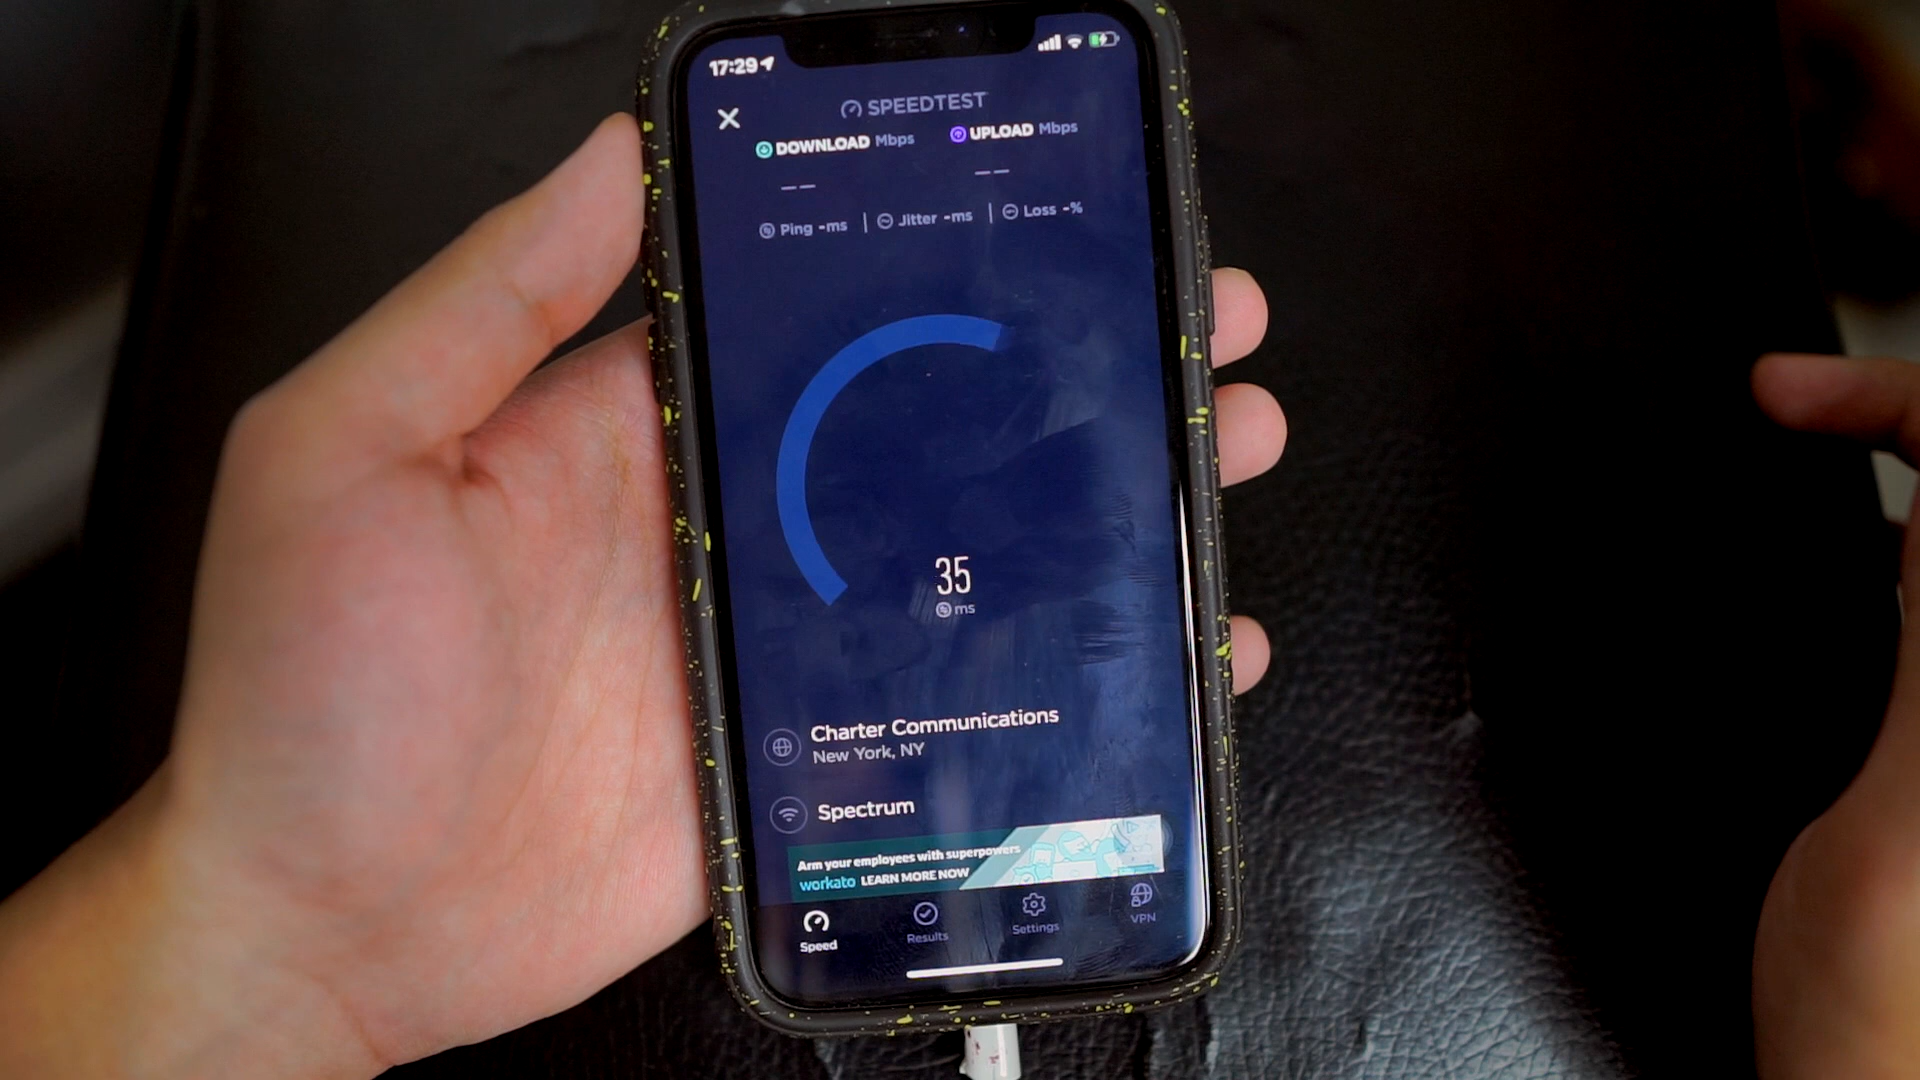 17:29
SPEEDTEST
DOWNLOAD Mbps
UPLOAD Mbps
— —
— —
Ping -ms | Jitter -ms | Loss -%
35
ms
Charter Communications
New York, NY
Spectrum
Arm your employees with superpowers
workato LEARN MORE NOW
Speed
Results
Settings
VPN